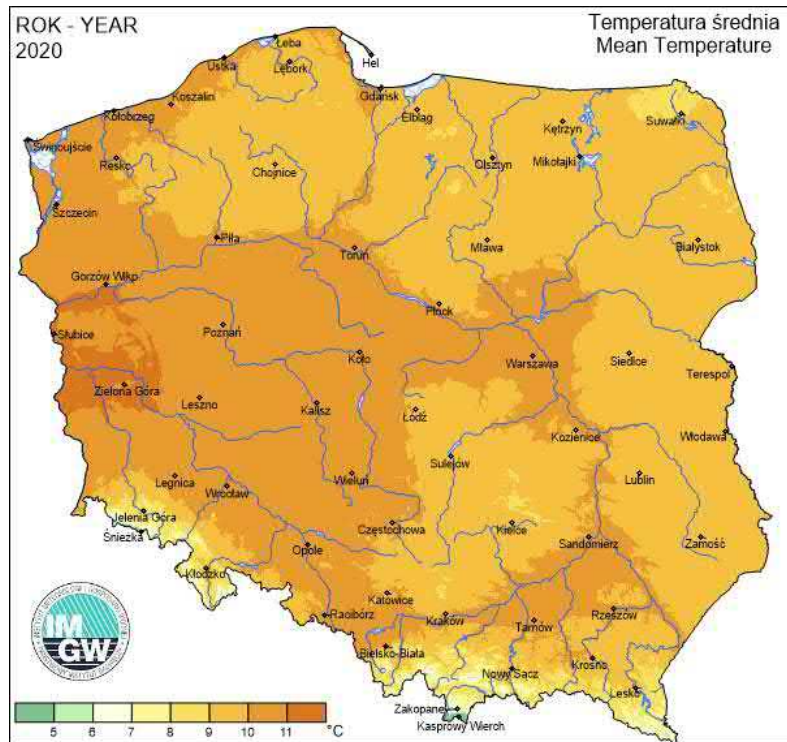 ROK - YEAR
2020
Temperatura średnia
Mean Temperature
Łeba
Hel
Ustka
Lębork
Gdańsk
Koszalin
Kołobrzeg
Elbląg
Kętrzyn
Suwałki
Świnoujście
Resko
Chojnice
Olsztyn
Mikołajki
Szczecin
Piła
Toruń
Mława
Białystok
Gorzów Wlkp
Płock
Słubice
Poznań
Koło
Warszawa
Siedlce
Terespol
Zielona Góra
Leszno
Kalisz
Łódź
Kozienice
Włodawa
Sulejów
Legnica
Wrocław
Wieluń
Lublin
Jelenia Góra
Śnieżka
Częstochowa
Kielce
Opole
Sandomierz
Zamość
Kłodzko
Katowice
Racibórz
Kraków
Tarnów
Rzeszów
Bielsko-Biała
Nowy Sacz
Krosno
Lesko
Zakopane
Kasprowy Wierch
IM
GW
5 6 7 8 9 10 11 °C